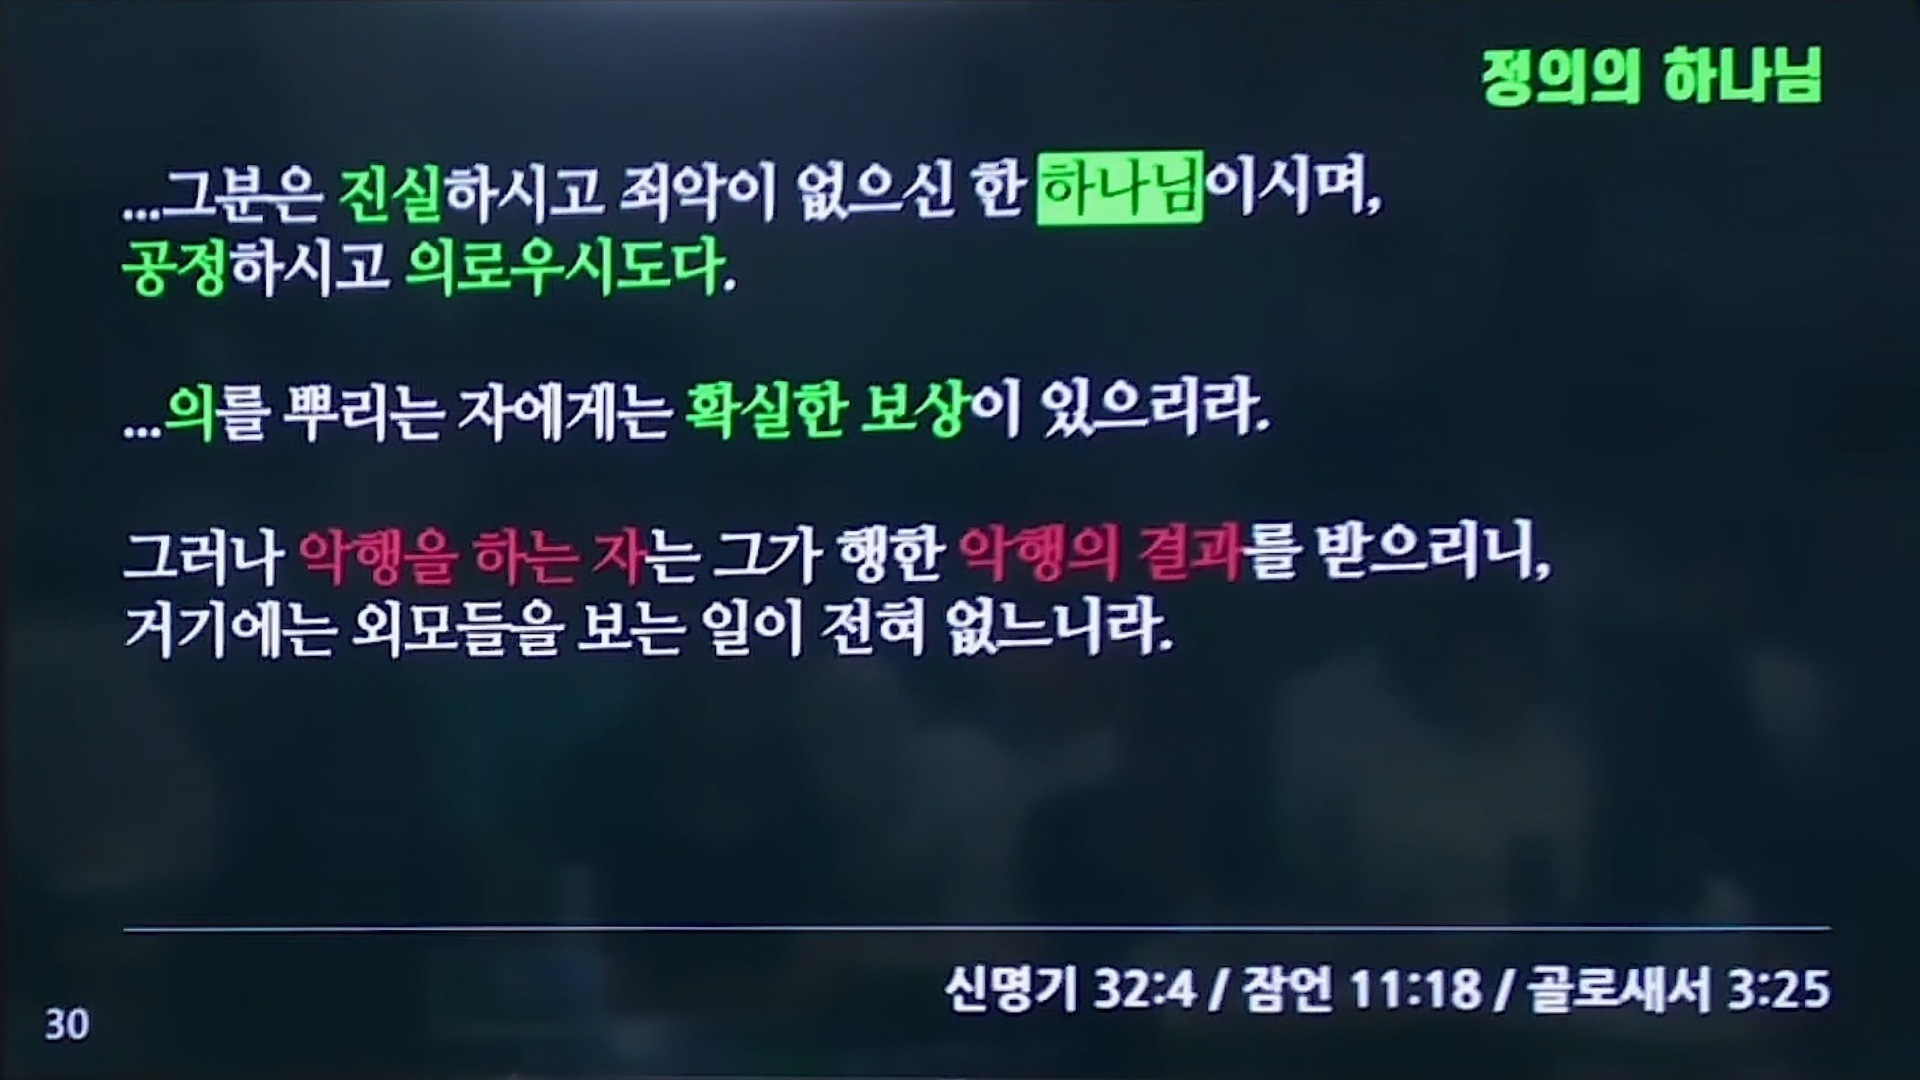 정의의 하나님
...그분은 진실하시고 죄악이 없으신 한 하나님이시며,
공정하시고 의로우시도다.
...의를 뿌리는 자에게는 확실한 보상이 있으리라.
그러나 악행을 하는 자는 그가 행한 악행의 결과를 받으리니,
거기에는 외모들을 보는 일이 전혀 없느니라.
신명기 32:4 / 잠언 11:18 / 골로새서 3:25
30